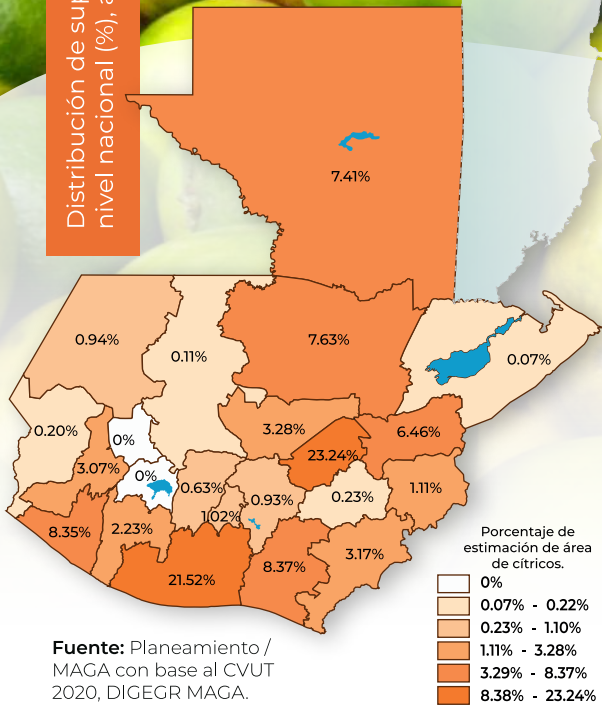 Distribución de
nivel nacional (%),
7.41%
0.94%
0.11%
7.63%
0.07%
0.20%
0%
3.28%
6.46%
23.24%
3.07%
0%
0.63%
0.93%
0.23%
1.11%
1.02%
8.35%
2.23%
3.17%
21.52%
8.37%
Porcentaje de
estimación de área
de cítricos.
0%
0.07% - 0.22%
0.23% - 1.10%
1.11% - 3.28%
3.29% - 8.37%
8.38% - 23.24%
Fuente: Planeamiento /
MAGA con base al CVUT
2020, DIGEGR MAGA.